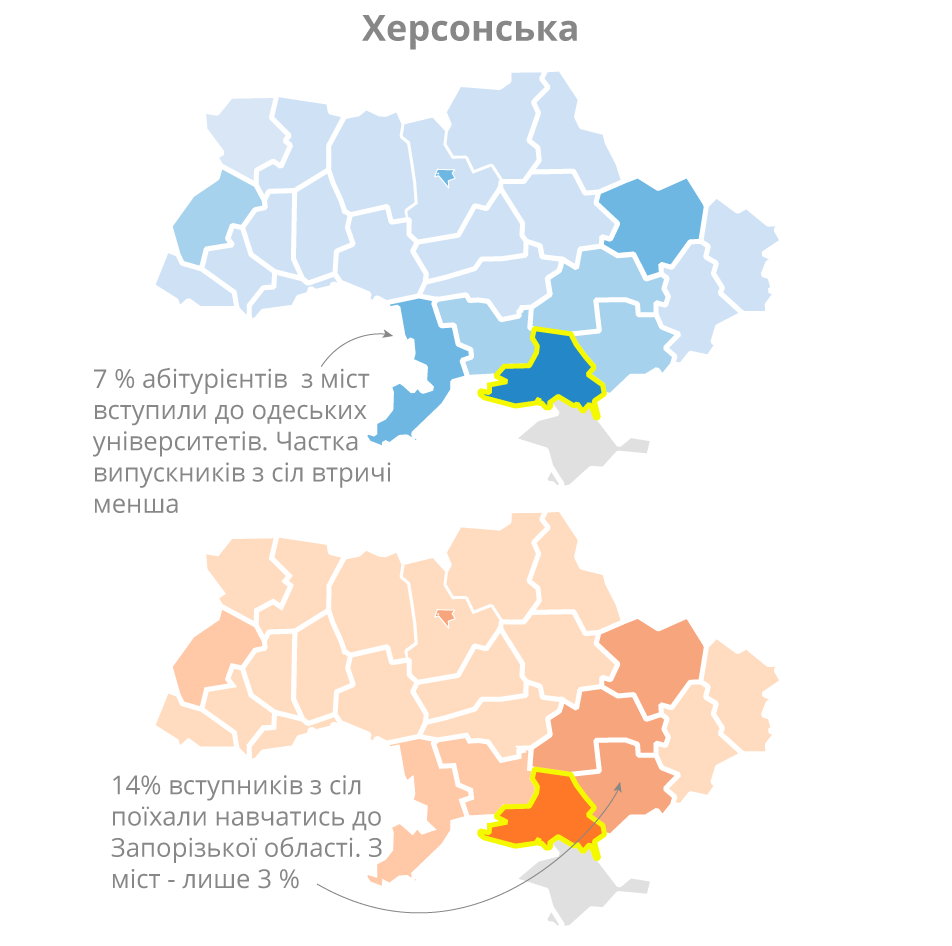 Херсонська
7 % абітурієнтів з міст
вступили до одеських
університетів. Частка
випускників з сіл втричі
менша
14% вступників з сіл
поїхали навчатись до
Запорізької області. З
міст - лише 3 %